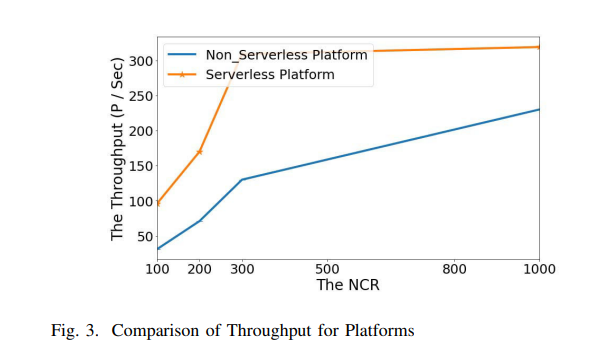 The Throughput (P / Sec)
300
250
200
150
100
50
Non_Serverless Platform
Serverless Platform
100 200 300 500 800 1000
The NCR
Fig. 3. Comparison of Throughput for Platforms